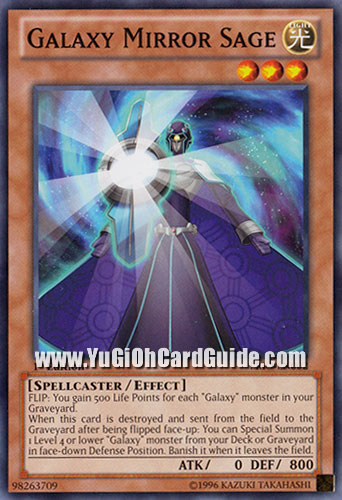 GALAXY MIRROR SAGE
LIGHT
光
www.YuGiOhCardGuide.com
[SPELLCASTER / EFFECT]
FLIP: You gain 500 Life Points for each "Galaxy" monster in your
Graveyard.
When this card is destroyed and sent from the field to the
Graveyard after being flipped face-up: You can Special Summon
1 Level 4 or lower "Galaxy" monster from your Deck or Graveyard
in face-down Defense Position. Banish it when it leaves the field.
ATK/ 0 DEF/ 800
98263709 ©1996 KAZUKI TAKAHASHI